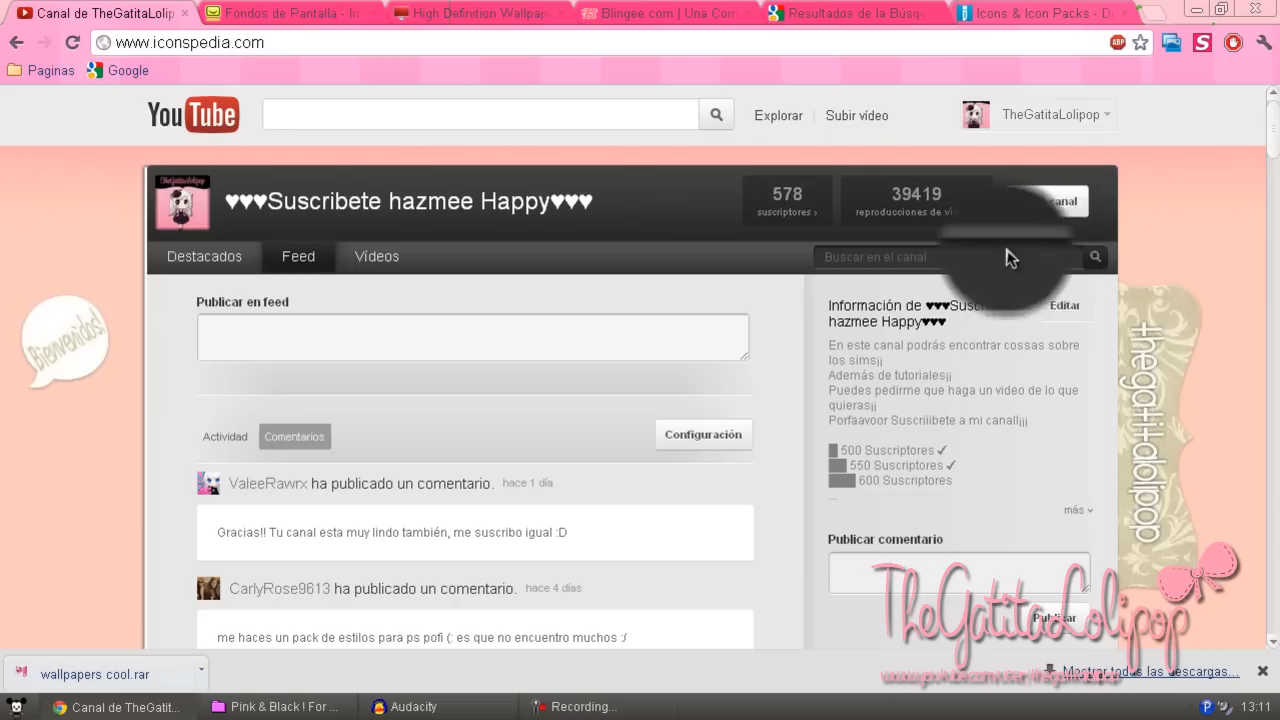 Canal de TheGatitaLolip
Fondos de Pantalla - In
High Definition Wallpap
Blingee.com | Una Com
Resultados de la Búsqu
Icons & Icon Packs - D
www.iconspedia.com
ABP
Paginas
Google
YouTube
Explorar | Subir vídeo
TheGatitaLolipop
♥♥♥Suscribete hazmee Happy♥♥♥
578
suscriptores ›
39419
reproducciones de ví
canal
Destacados
Feed
Vídeos
Buscar en el canal
Bienvenidos!
Publicar en feed
Actividad
Comentarios
Configuración
ValeeRawrx ha publicado un comentario. hace 1 día
Gracias!! Tu canal esta muy lindo también, me suscribo igual :D
CarlyRose9613 ha publicado un comentario. hace 4 días
me haces un pack de estilos para ps pofi (: es que no encuentro muchos :/
Información de ♥♥♥Susc
hazmee Happy♥♥♥
Editar
En este canal podrás encontrar cossas sobre
los sims¡¡
Además de tutoriales¡¡
Puedes pedirme que haga un video de lo que
quieras¡¡
Porfaavoor Suscriiibete a mi canall¡¡¡
█ 500 Suscriptores ✓
██ 550 Suscriptores ✓
███ 600 Suscriptores
...
más
Publicar comentario
Publicar
TheGatitaLolipop
wallpapers cool.rar
Mostrar todas las descargas...
Canal de TheGatit...
Pink & Black ! For ...
Audacity
Recording...
13:11